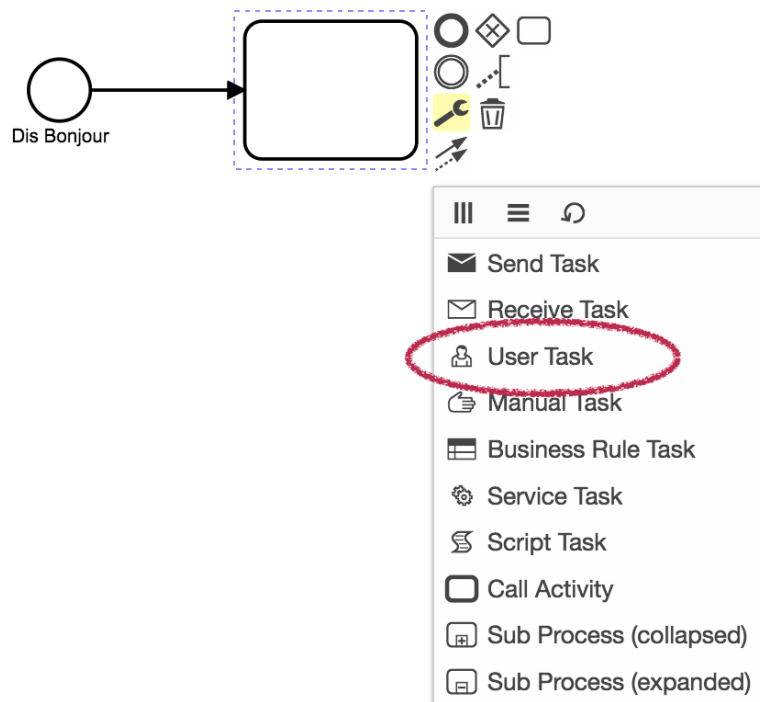 Dis Bonjour
Send Task
Receive Task
User Task
Manual Task
Business Rule Task
Service Task
Script Task
Call Activity
Sub Process (collapsed)
Sub Process (expanded)